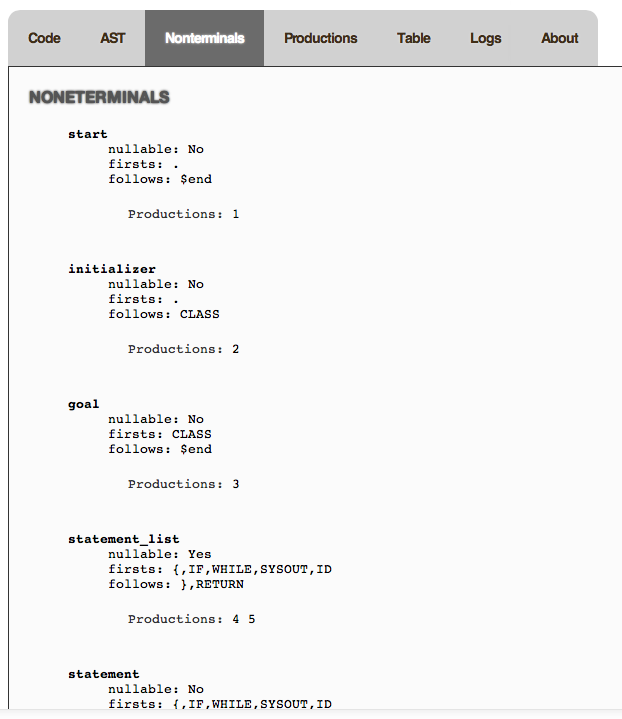 Code AST Nonterminals Productions Table Logs About
NONETERMINALS
start
nullable: No
firsts: .
follows: $end
Productions: 1
initializer
nullable: No
firsts: .
follows: CLASS
Productions: 2
goal
nullable: No
firsts: CLASS
follows: $end
Productions: 3
statement_list
nullable: Yes
firsts: {,IF,WHILE,SYSOUT,ID
follows: },RETURN
Productions: 4 5
statement
nullable: No
firsts: {,IF,WHILE,SYSOUT,ID